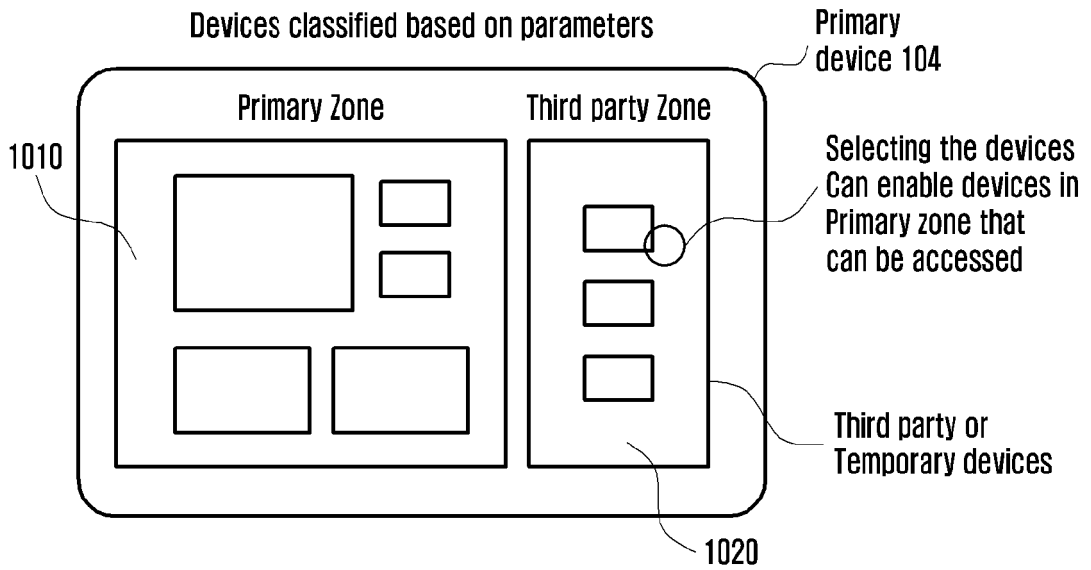 Devices classified based on parameters
Primary
device 104
Primary Zone
Third party Zone
1010
Selecting the devices
Can enable devices in
Primary zone that
can be accessed
Third party or
Temporary devices
1020